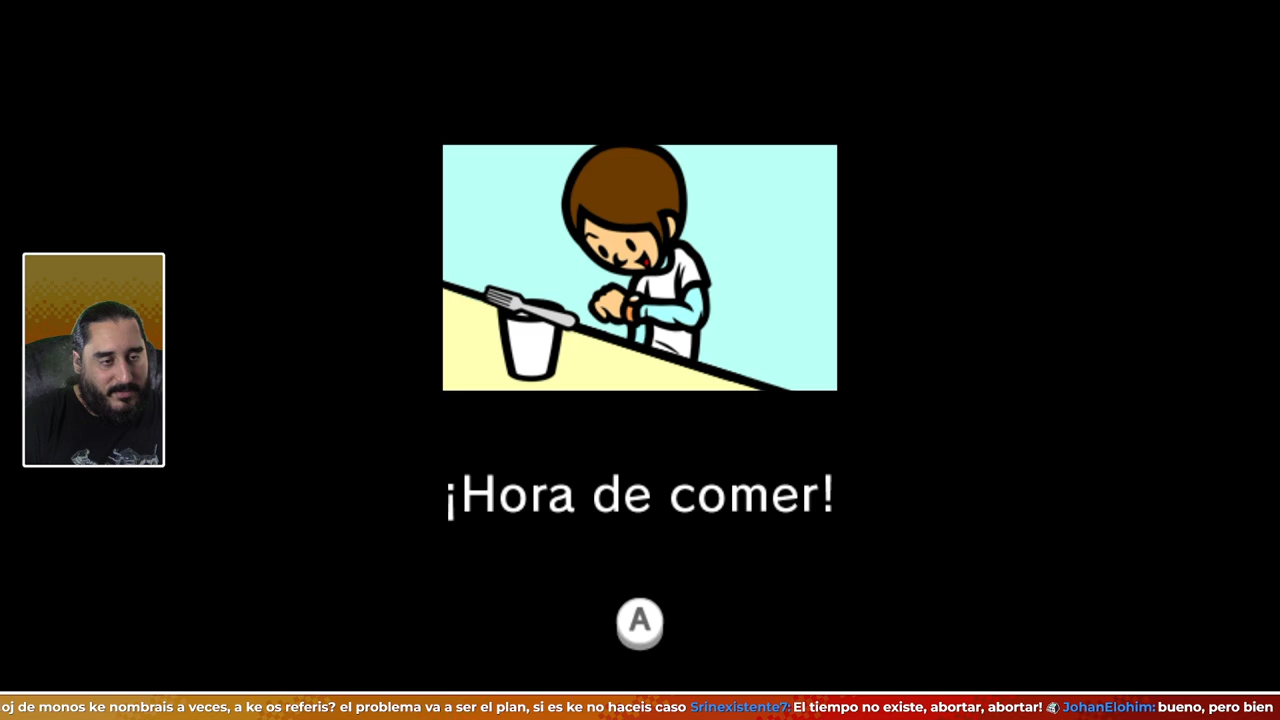 ¡Hora de comer!
A
oj de monos ke nombrais a veces, a ke os referis? el problema va a ser el plan, si es ke no haceis caso Srinexistente7: El tiempo no existe, abortar, abortar! JohanElohim: bueno, pero bien